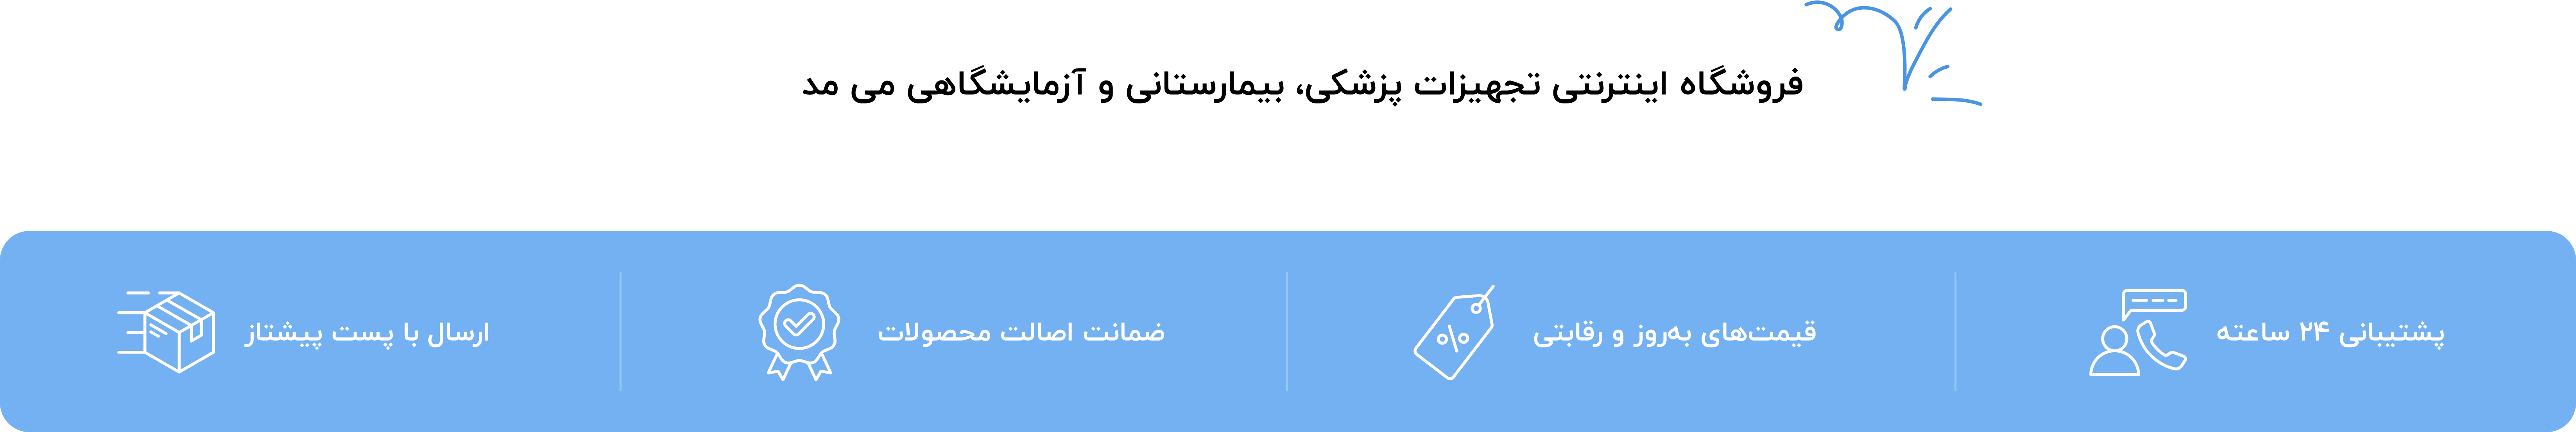 فروشگاه اینترنتی تجهیزات پزشکی، بیمارستانی و آزمایشگاهی می مد
پشتیبانی ۲۴ ساعته
قیمت‌های به‌روز و رقابتی
ضمانت اصالت محصولات
ارسال با پست پیشتاز